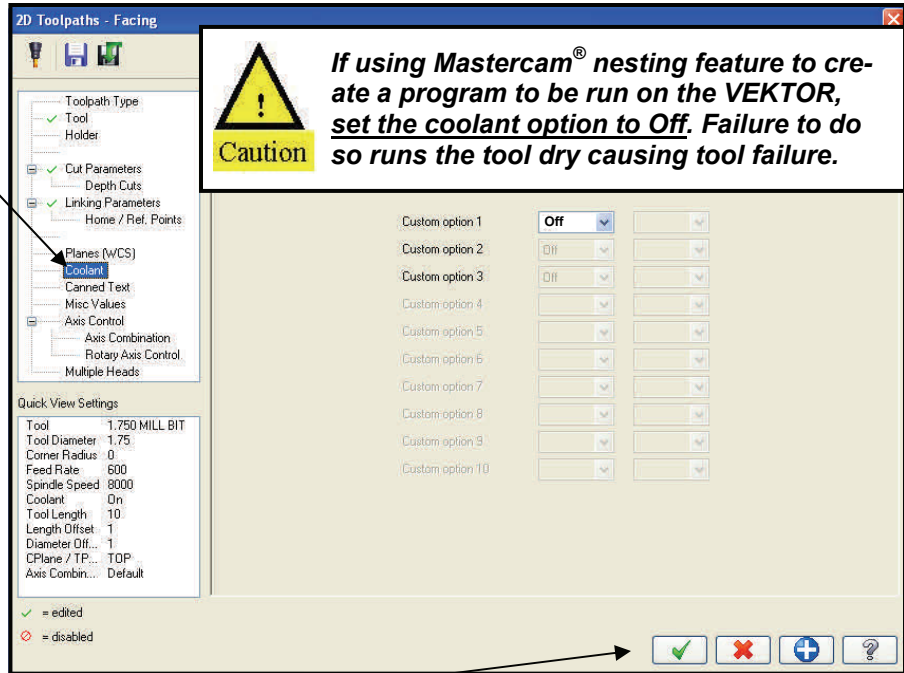 2D Toolpaths - Facing
If using Mastercam® nesting feature to cre-
ate a program to be run on the VEKTOR,
set the coolant option to Off. Failure to do
so runs the tool dry causing tool failure.
Caution
Toolpath Type
Tool
Holder
Cut Parameters
Depth Cuts
Linking Parameters
Home / Ref. Points
Planes (WCS)
Coolant
Canned Text
Misc Values
Axis Control
Axis Combination
Rotary Axis Control
Multiple Heads
Custom option 1 Off
Custom option 2 Off
Custom option 3 Off
Custom option 4
Custom option 5
Custom option 6
Custom option 7
Custom option 8
Custom option 9
Custom option 10
Quick View Settings
Tool 1.750 MILL BIT
Tool Diameter 1.75
Corner Radius 0
Feed Rate 600
Spindle Speed 8000
Coolant On
Tool Length 10
Length Offset 1
Diameter Off... 1
CPlane / TP... TOP
Axis Combin... Default
= edited
= disabled